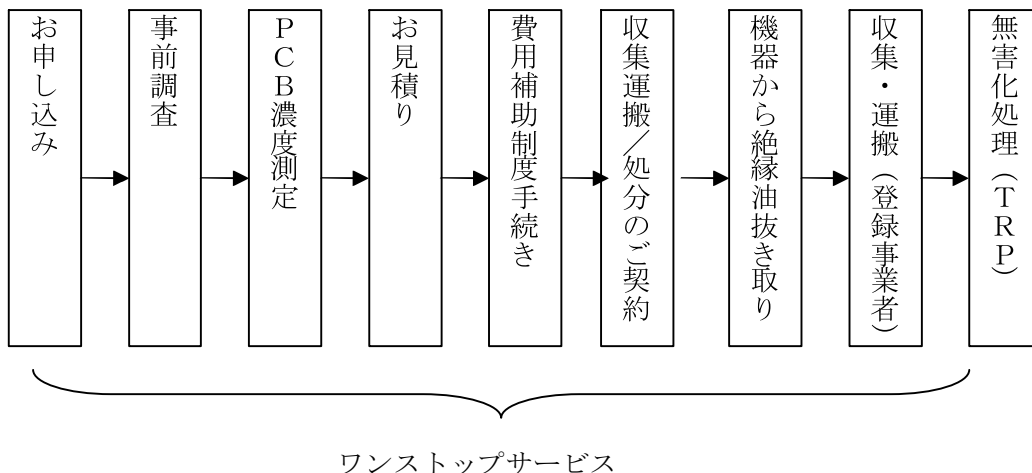 お申し込み
事前調査
ＰＣＢ濃度測定
お見積り
費用補助制度手続き
収集運搬／処分のご契約
機器から絶縁油抜き取り
収集・運搬（登録事業者）
無害化処理（ＴＲＰ）
ワンストップサービス